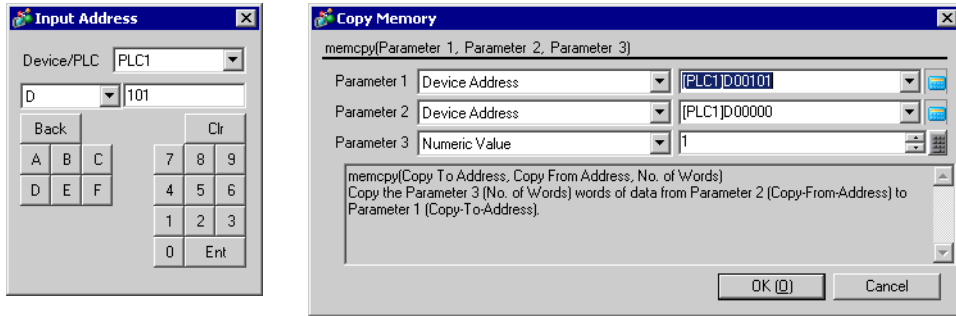 Input Address
Device/PLC PLC1
D 101
Back Clr
A B C 7 8 9
D E F 4 5 6
1 2 3
0 Ent
Copy Memory
memcpy(Parameter 1, Parameter 2, Parameter 3)
Parameter 1 Device Address [PLC1]D00101
Parameter 2 Device Address [PLC1]D00000
Parameter 3 Numeric Value 1
memcpy(Copy To Address, Copy From Address, No. of Words)
Copy the Parameter 3 (No. of Words) words of data from Parameter 2 (Copy-From-Address) to
Parameter 1 (Copy-To-Address).
OK (O) Cancel